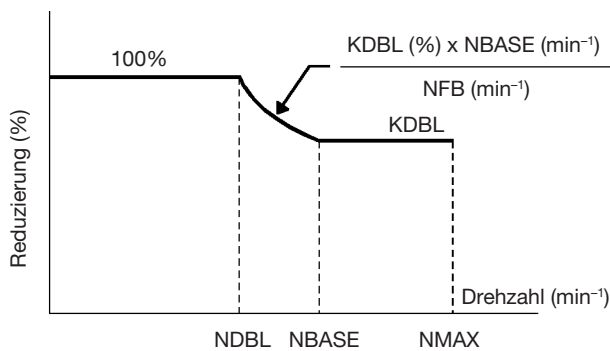 KDBL (%) x NBASE (min⁻¹)
NFB (min⁻¹)
100%
KDBL
Reduzierung (%)
Drehzahl (min⁻¹)
NDBL NBASE NMAX